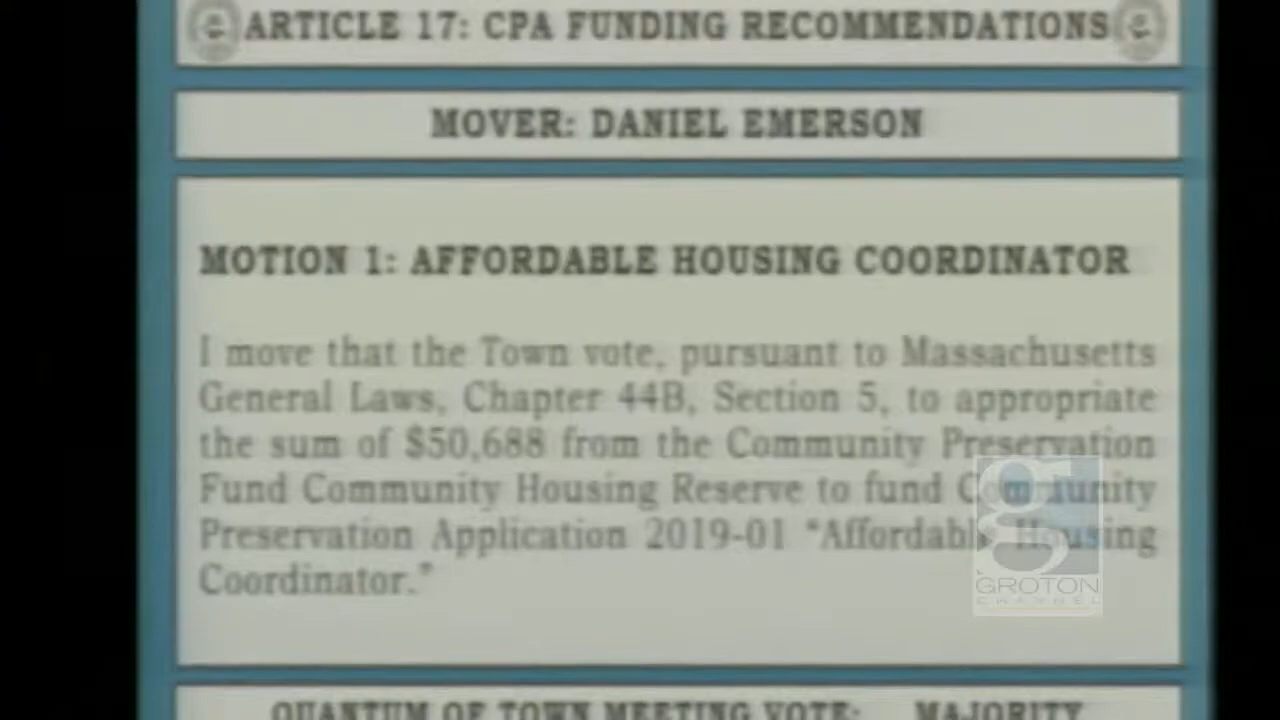 ARTICLE 17: CPA FUNDING RECOMMENDATIONS
MOVER: DANIEL EMERSON
MOTION 1: AFFORDABLE HOUSING COORDINATOR
I move that the Town vote, pursuant to Massachusetts
General Laws, Chapter 44B, Section 5, to appropriate
the sum of $50,688 from the Community Preservation
Fund Community Housing Reserve to fund Community
Preservation Application 2019-01 “Affordable Housing
Coordinator.”
g
GROTON
CHANNEL
QUANTUM OF TOWN MEETING VOTE: MAJORITY